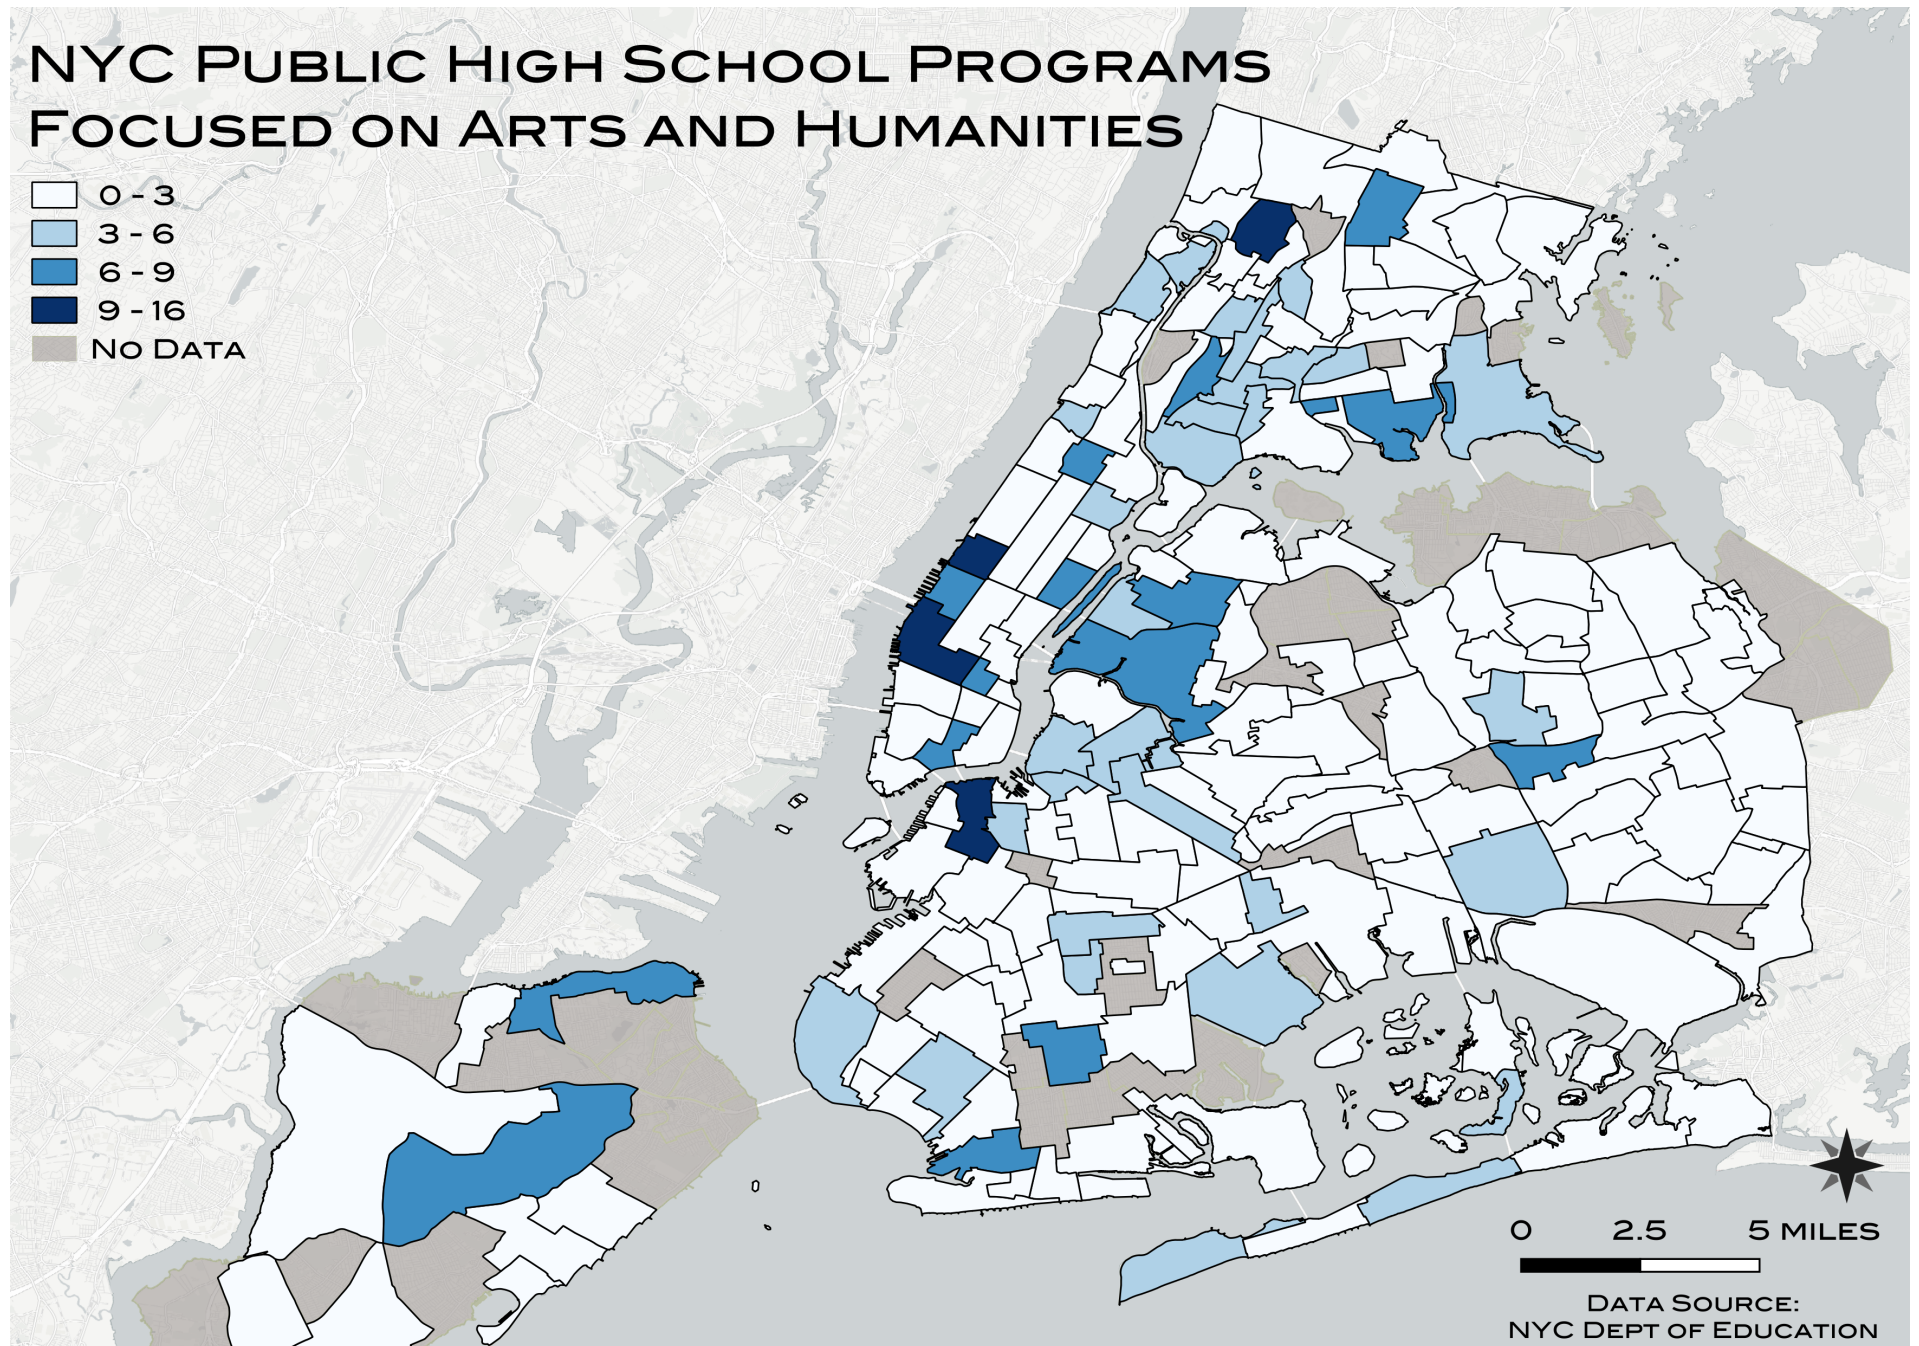 NYC Public High School Programs
Focused on Arts and Humanities
0 - 3
3 - 6
6 - 9
9 - 16
No Data
0 2.5 5 miles
Data Source:
NYC Dept of Education